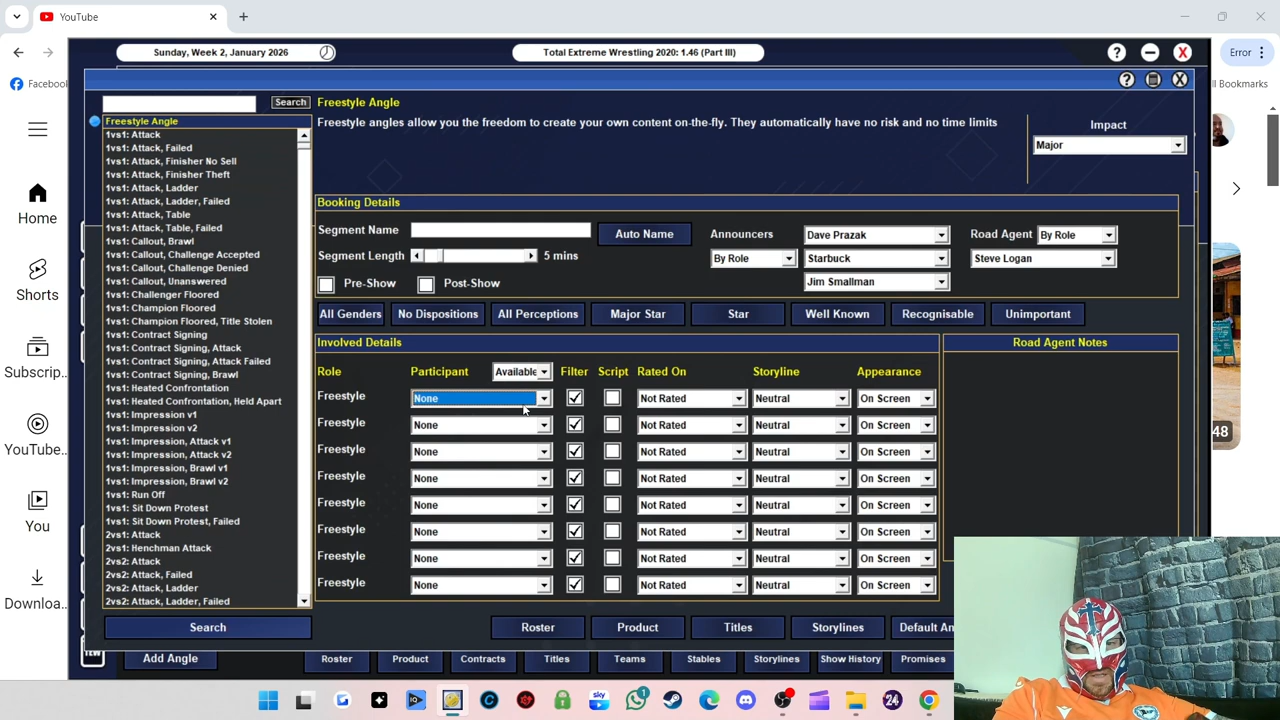 YouTube
Error
Facebook
ll Bookmarks
Sunday, Week 2, January 2026
Total Extreme Wrestling 2020: 1.46 (Part III)
Search
Freestyle Angle
Freestyle angles allow you the freedom to create your own content on-the-fly. They automatically have no risk and no time limits
Impact
Major
Freestyle Angle
1vs1: Attack
1vs1: Attack, Failed
1vs1: Attack, Finisher No Sell
1vs1: Attack, Finisher Theft
1vs1: Attack, Ladder
1vs1: Attack, Ladder, Failed
1vs1: Attack, Table
1vs1: Attack, Table, Failed
1vs1: Callout, Brawl
1vs1: Callout, Challenge Accepted
1vs1: Callout, Challenge Denied
1vs1: Callout, Unanswered
1vs1: Challenger Floored
1vs1: Champion Floored
1vs1: Champion Floored, Title Stolen
1vs1: Contract Signing
1vs1: Contract Signing, Attack
1vs1: Contract Signing, Attack Failed
1vs1: Contract Signing, Brawl
1vs1: Heated Confrontation
1vs1: Heated Confrontation, Held Apart
1vs1: Impression v1
1vs1: Impression v2
1vs1: Impression, Attack v1
1vs1: Impression, Attack v2
1vs1: Impression, Brawl v1
1vs1: Impression, Brawl v2
1vs1: Run Off
1vs1: Sit Down Protest
1vs1: Sit Down Protest, Failed
2vs1: Attack
2vs1: Henchman Attack
2vs2: Attack
2vs2: Attack, Failed
2vs2: Attack, Ladder
2vs2: Attack, Ladder, Failed
Search
Booking Details
Segment Name
Auto Name
Announcers
Dave Prazak
Road Agent
By Role
Segment Length
5 mins
By Role
Starbuck
Steve Logan
Pre-Show
Post-Show
Jim Smallman
All Genders
No Dispositions
All Perceptions
Major Star
Star
Well Known
Recognisable
Unimportant
Involved Details
Road Agent Notes
Role
Participant
Available
Filter
Script
Rated On
Storyline
Appearance
Freestyle None Not Rated Neutral On Screen
Freestyle None Not Rated Neutral On Screen
Freestyle None Not Rated Neutral On Screen
Freestyle None Not Rated Neutral On Screen
Freestyle None Not Rated Neutral On Screen
Freestyle None Not Rated Neutral On Screen
Freestyle None Not Rated Neutral On Screen
Freestyle None Not Rated Neutral On Screen
Roster
Product
Titles
Storylines
Default An
TEW
Add Angle
Roster
Product
Contracts
Titles
Teams
Stables
Storylines
Show History
Promises
Home
Shorts
Subscrip...
YouTube...
You
Downloa...
48
sky
1
24